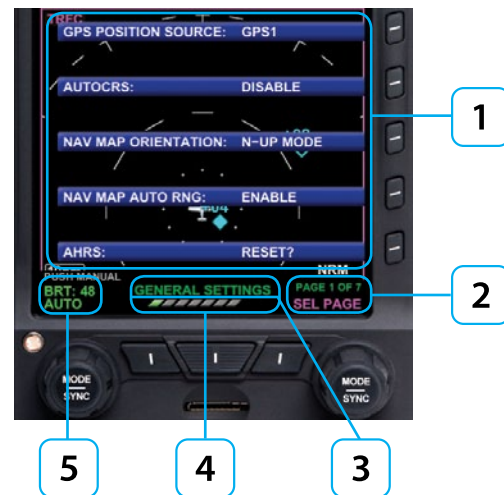 TREC
GPS POSITION SOURCE: GPS1
AUTOCRS: DISABLE
NAV MAP ORIENTATION: N-UP MODE
NAV MAP AUTO RNG: ENABLE
AHRS: RESET?
PUSH MANUAL
NRM
BRT: 48
AUTO
GENERAL SETTINGS
PAGE 1 OF 7
SEL PAGE
MODE
SYNC
MODE
SYNC
1
2
3
4
5